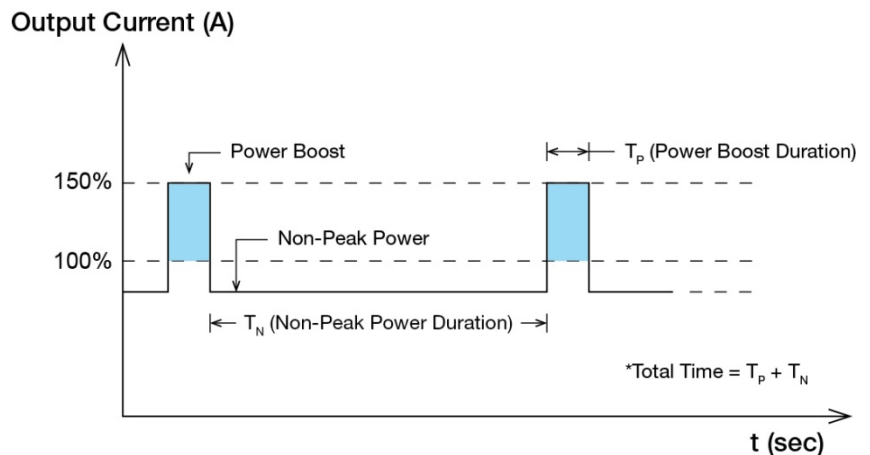 Output Current (A)
Power Boost
T_P (Power Boost Duration)
150%
Non-Peak Power
100%
T_N (Non-Peak Power Duration)
*Total Time = T_P + T_N
t (sec)